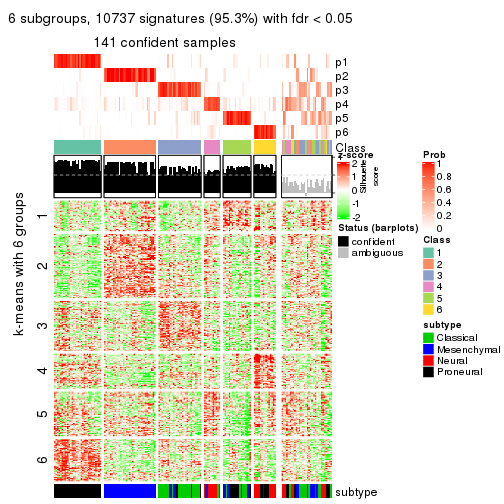 6 subgroups, 10737 signatures (95.3%) with fdr < 0.05
141 confident samples
p1
p2
p3
p4
p5
p6
Class
z-score
2
1
0
-1
-2
Silhouette
score
Prob
1
0.8
0.6
0.4
0.2
0
Status (barplots)
confident
ambiguous
Class
1
2
3
4
5
6
subtype
Classical
Mesenchymal
Neural
Proneural
k-means with 6 groups
1
2
3
4
5
6
subtype